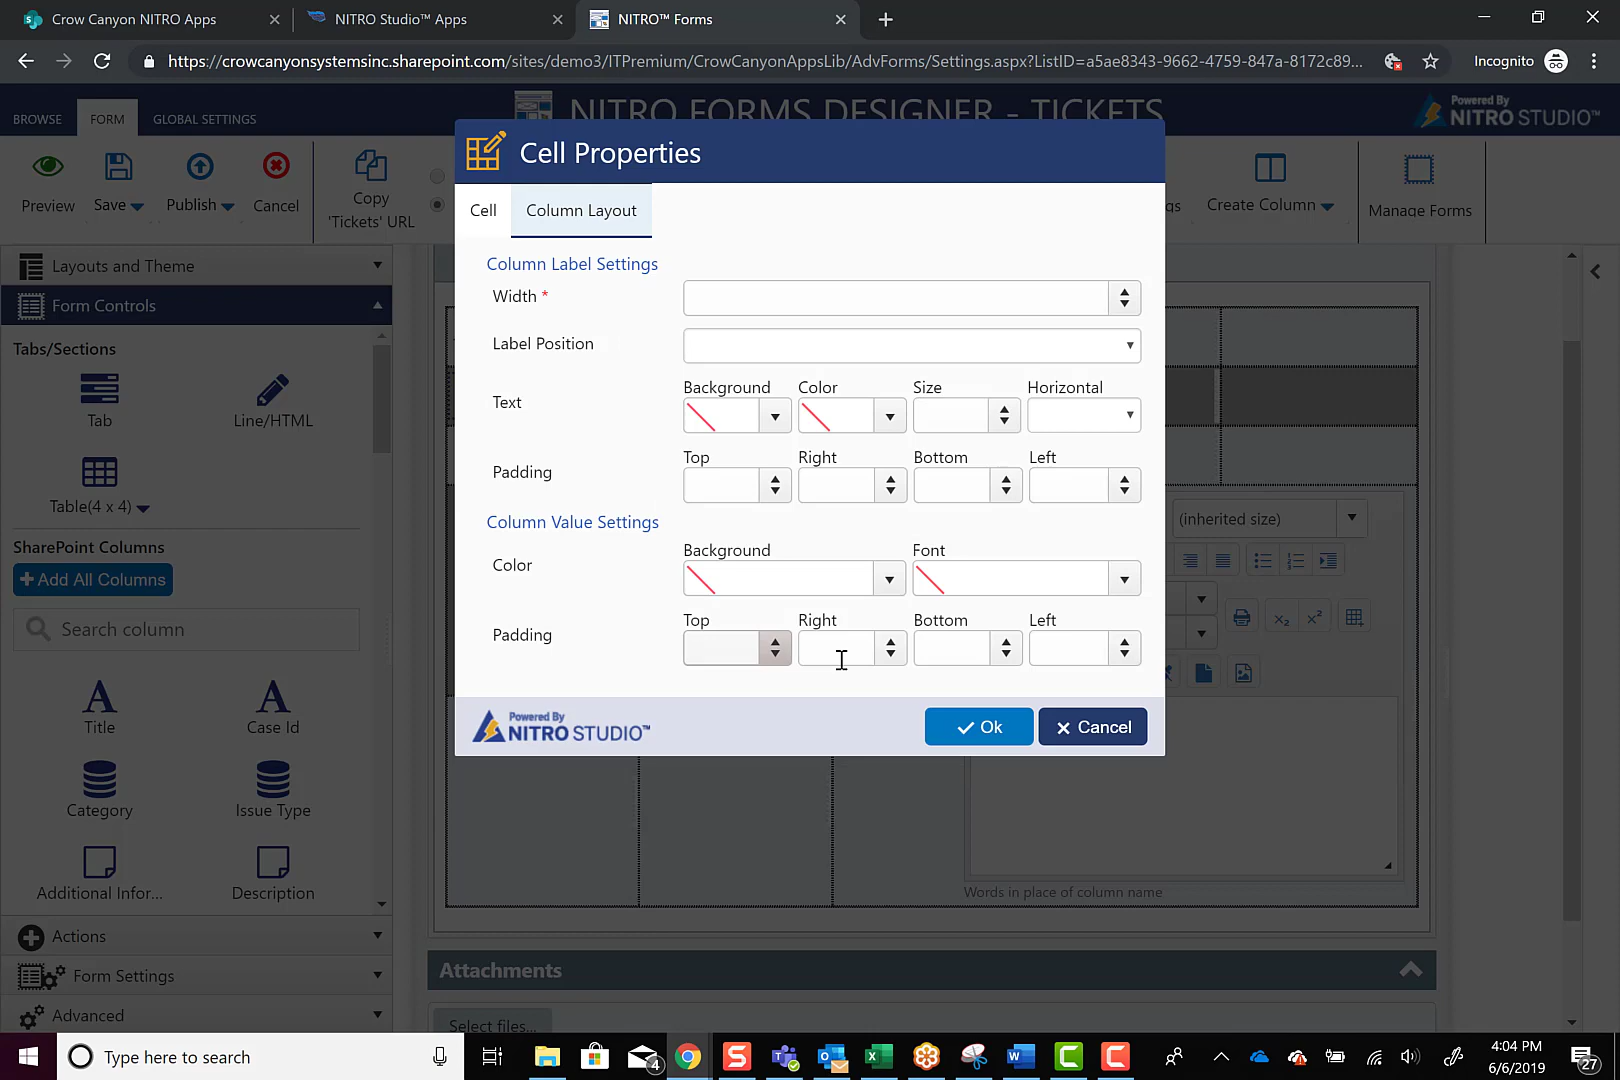 Crow Canyon NITRO Apps
NITRO Studio™ Apps
NITRO™ Forms
https://crowcanyonsystemsinc.sharepoint.com/sites/demo3/ITPremium/CrowCanyonAppsLib/AdvForms/Settings.aspx?ListID=a5ae8343-9662-4759-847a-8172c89...
Incognito
BROWSE
FORM
GLOBAL SETTINGS
NITRO FORMS DESIGNER - TICKETS
Powered By
NITRO STUDIO™
Preview
Save
Publish
Cancel
Copy
'Tickets' URL
Create Column
Manage Forms
Cell Properties
Cell
Column Layout
Column Label Settings
Width *
Label Position
Text
Background
Color
Size
Horizontal
Padding
Top
Right
Bottom
Left
Column Value Settings
Color
Background
Font
Padding
Top
Right
Bottom
Left
Powered By
NITRO STUDIO™
Ok
Cancel
Layouts and Theme
Form Controls
Tabs/Sections
Tab
Line/HTML
Table(4 x 4)
SharePoint Columns
+ Add All Columns
Search column
Title
Case Id
Category
Issue Type
Additional Infor...
Description
Actions
Form Settings
Advanced
(inherited size)
Words in place of column name
Attachments
Select files...
Type here to search
4
4:04 PM
6/6/2019
27